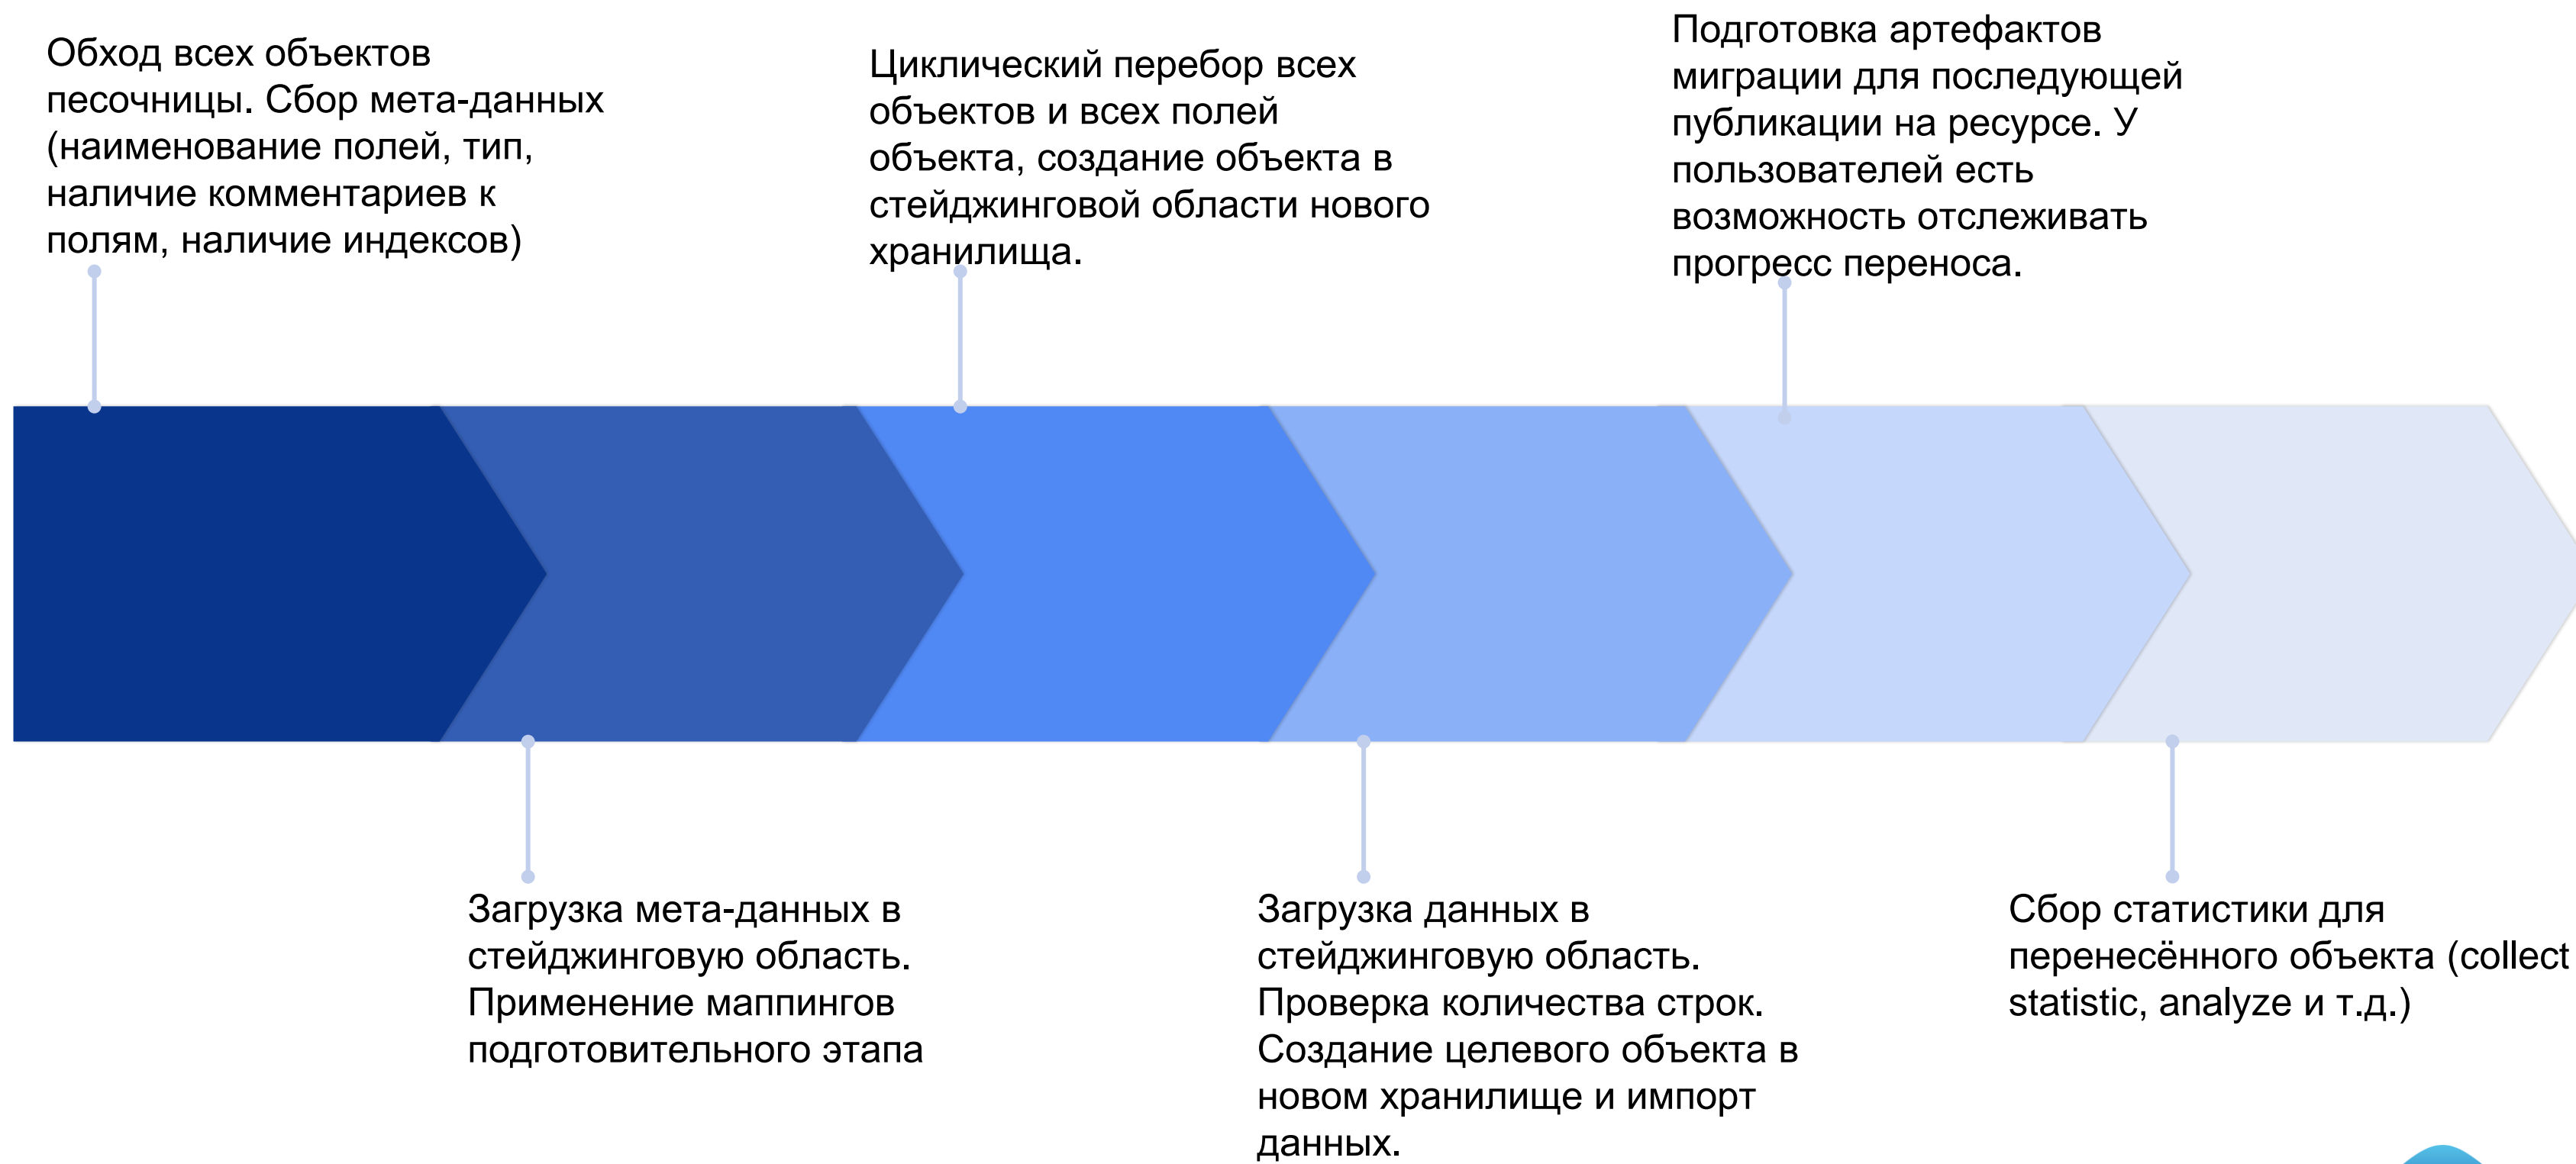 Обход всех объектов
песочницы. Сбор мета-данных
(наименование полей, тип,
наличие комментариев к
полям, наличие индексов)
Загрузка мета-данных в
стейджинговую область.
Применение маппингов
подготовительного этапа
Циклический перебор всех
объектов и всех полей
объекта, создание объекта в
стейджинговой области нового
хранилища.
Загрузка данных в
стейджинговую область.
Проверка количества строк.
Создание целевого объекта в
новом хранилище и импорт
данных.
Подготовка артефактов
миграции для последующей
публикации на ресурсе. У
пользователей есть
возможность отслеживать
прогресс переноса.
Сбор статистики для
перенесённого объекта (collect
statistic, analyze и т.д.)